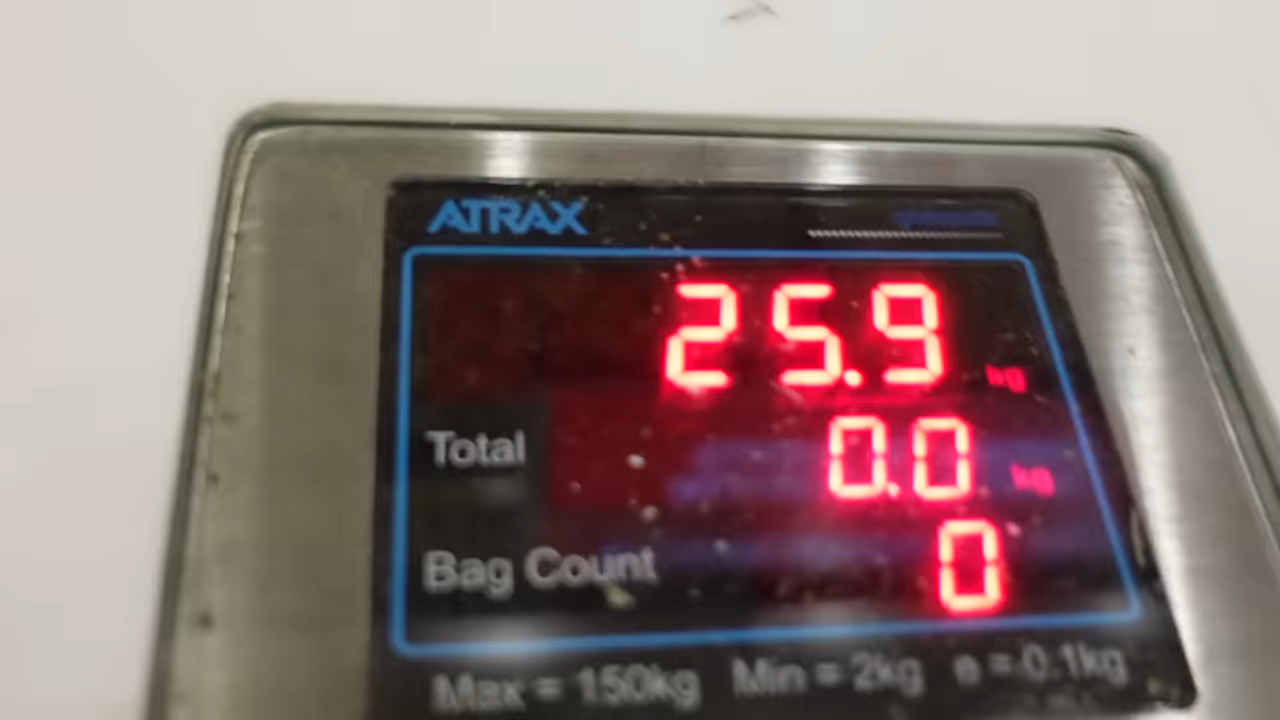 ATRAX
25.9 kg
Total 0.0 kg
Bag Count 0
Max = 150kg Min = 2kg e = 0.1kg